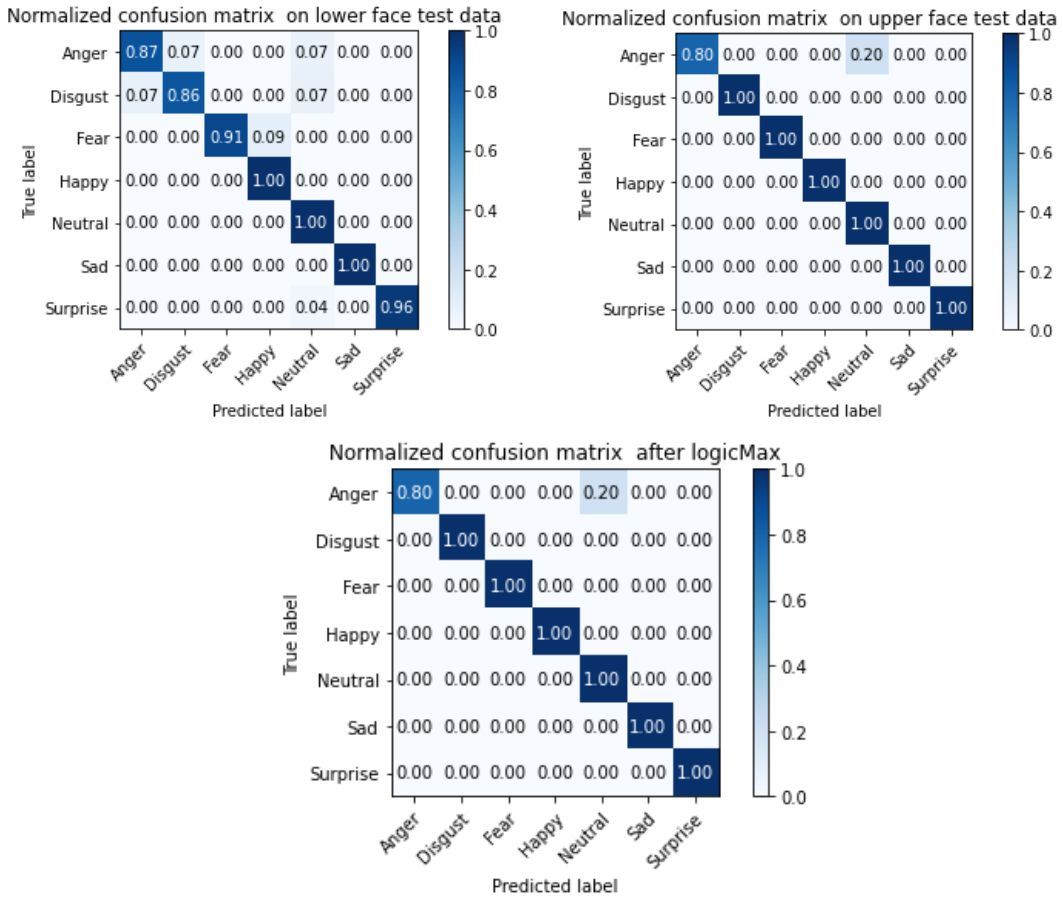 Normalized confusion matrix  on lower face test data
True label
Anger 0.87 0.07 0.00 0.00 0.07 0.00 0.00
Disgust 0.07 0.86 0.00 0.00 0.07 0.00 0.00
Fear 0.00 0.00 0.91 0.09 0.00 0.00 0.00
Happy 0.00 0.00 0.00 1.00 0.00 0.00 0.00
Neutral 0.00 0.00 0.00 0.00 1.00 0.00 0.00
Sad 0.00 0.00 0.00 0.00 0.00 1.00 0.00
Surprise 0.00 0.00 0.00 0.00 0.04 0.00 0.96
Anger Disgust Fear Happy Neutral Sad Surprise
Predicted label
1.0
0.8
0.6
0.4
0.2
0.0
Normalized confusion matrix  on upper face test data
True label
Anger 0.80 0.00 0.00 0.00 0.20 0.00 0.00
Disgust 0.00 1.00 0.00 0.00 0.00 0.00 0.00
Fear 0.00 0.00 1.00 0.00 0.00 0.00 0.00
Happy 0.00 0.00 0.00 1.00 0.00 0.00 0.00
Neutral 0.00 0.00 0.00 0.00 1.00 0.00 0.00
Sad 0.00 0.00 0.00 0.00 0.00 1.00 0.00
Surprise 0.00 0.00 0.00 0.00 0.00 0.00 1.00
Anger Disgust Fear Happy Neutral Sad Surprise
Predicted label
1.0
0.8
0.6
0.4
0.2
0.0
Normalized confusion matrix  after logicMax
True label
Anger 0.80 0.00 0.00 0.00 0.20 0.00 0.00
Disgust 0.00 1.00 0.00 0.00 0.00 0.00 0.00
Fear 0.00 0.00 1.00 0.00 0.00 0.00 0.00
Happy 0.00 0.00 0.00 1.00 0.00 0.00 0.00
Neutral 0.00 0.00 0.00 0.00 1.00 0.00 0.00
Sad 0.00 0.00 0.00 0.00 0.00 1.00 0.00
Surprise 0.00 0.00 0.00 0.00 0.00 0.00 1.00
Anger Disgust Fear Happy Neutral Sad Surprise
Predicted label
1.0
0.8
0.6
0.4
0.2
0.0